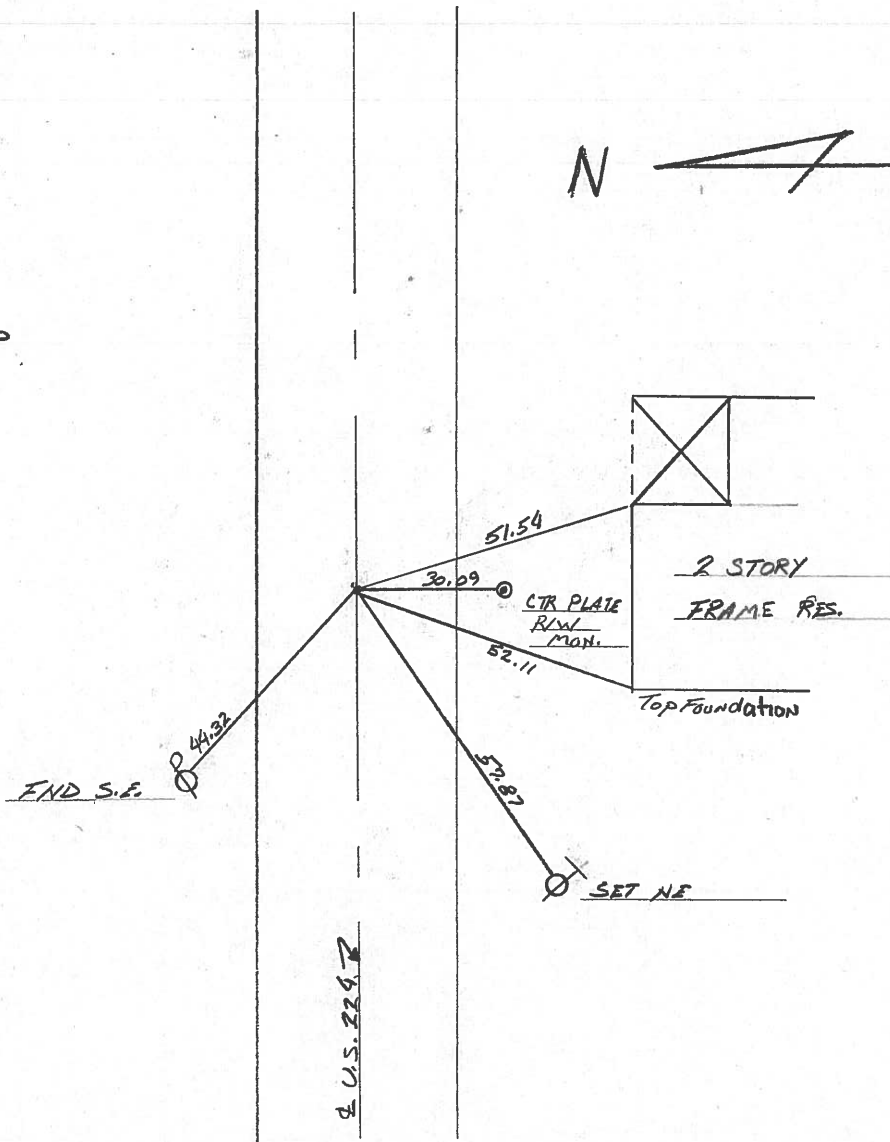 N
51.54
30.09
CTR PLATE
R/W
MON.
52.11
2 STORY
FRAME RES.
Top Foundation
44.32
FND S.E.
57.87
SET NE
℄ U.S. 224